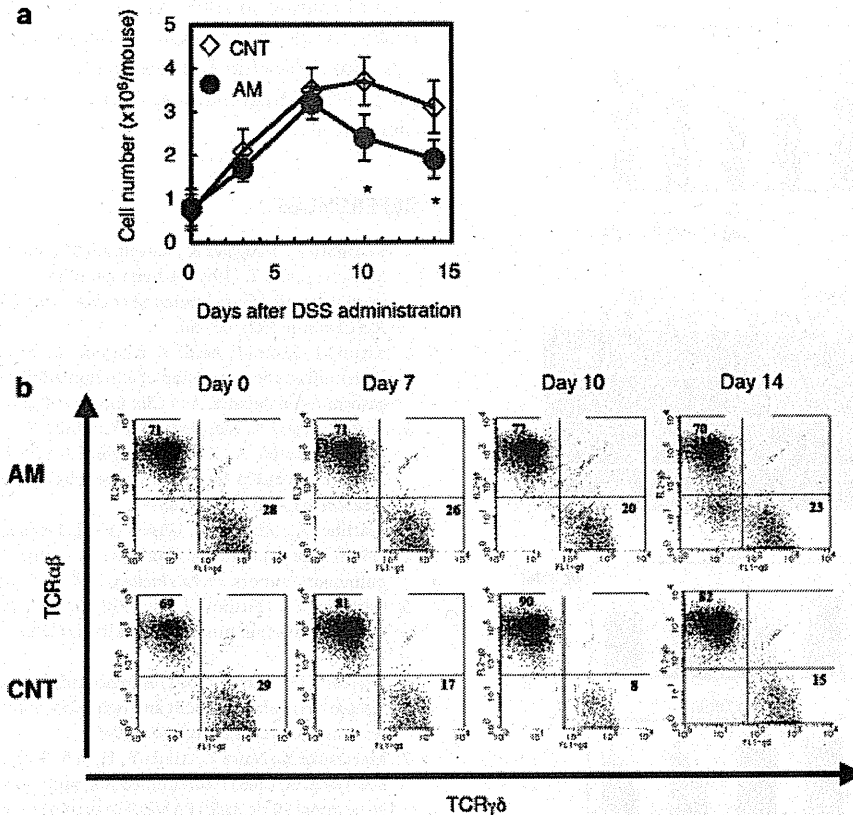 a
CNT
AM
Cell number (x10⁶/mouse)
5
4
3
2
1
0
*
*
0 5 10 15
Days after DSS administration
b
Day 0 Day 7 Day 10 Day 14
AM
71 71 77 70
28 26 20 23
CNT
69 81 90 82
29 17 8 15
TCRαβ
TCRγδ